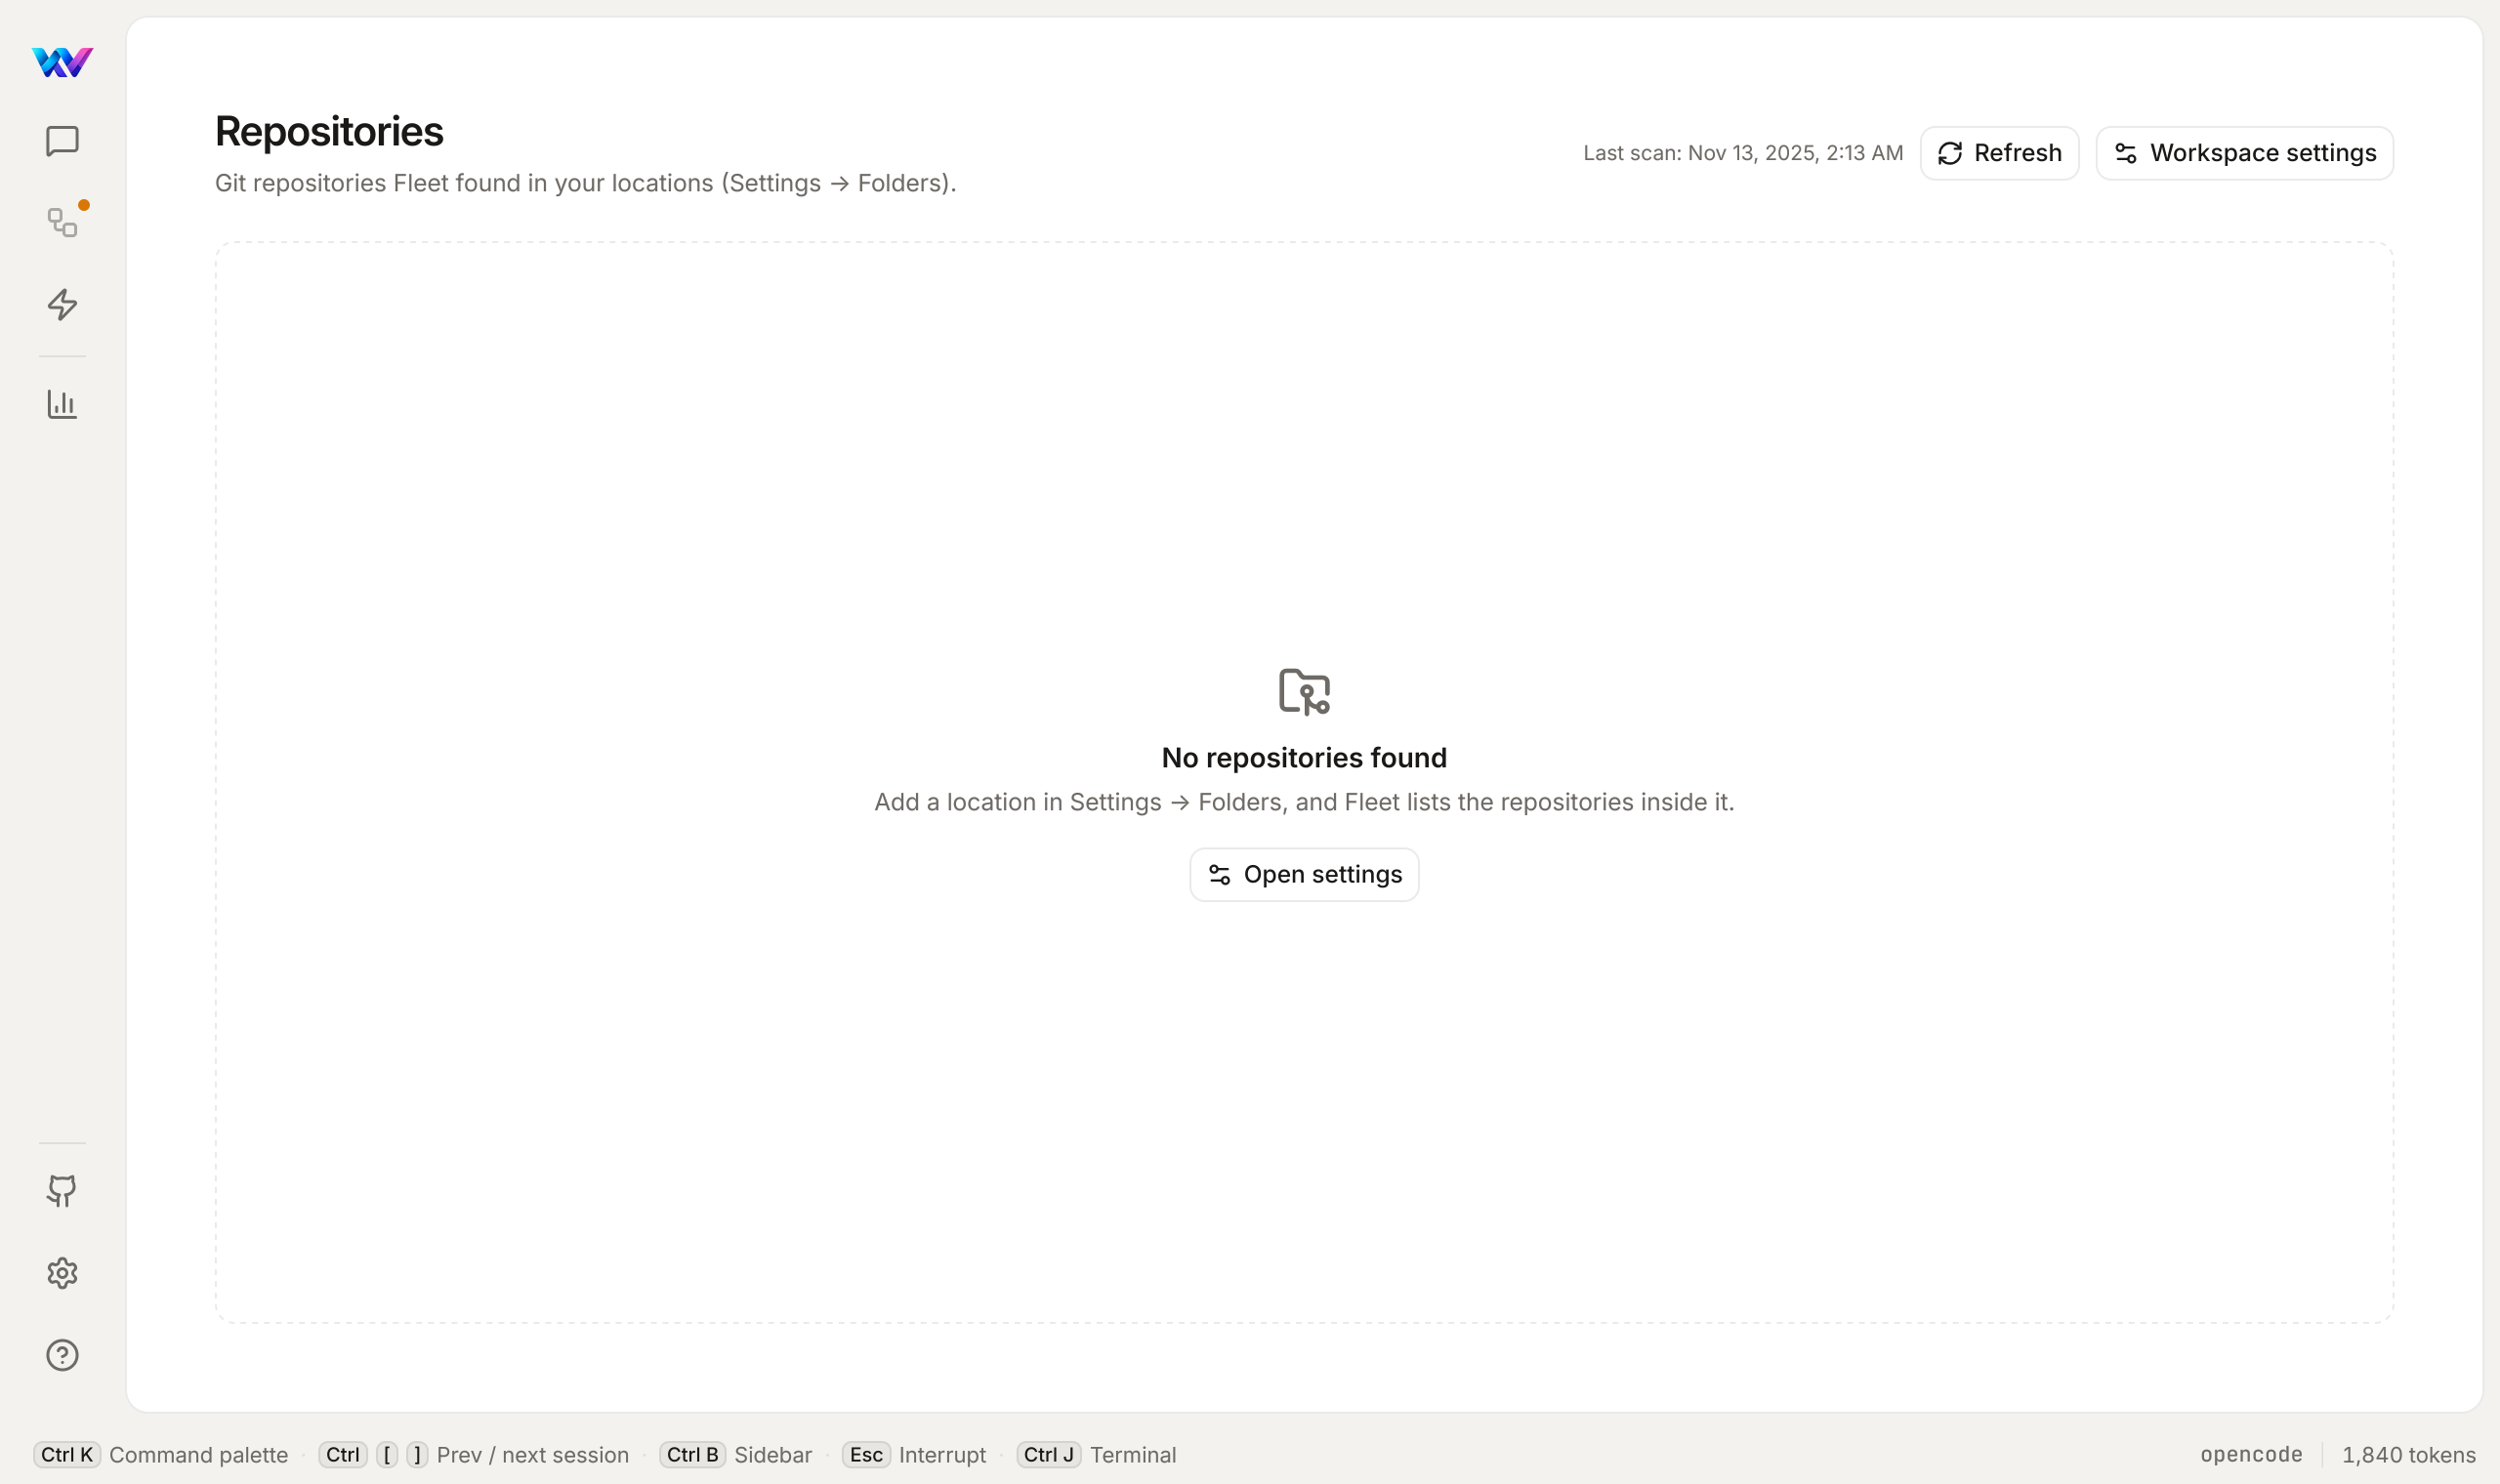 Repositories
Git repositories Fleet found in your locations (Settings → Folders).
Last scan: Nov 13, 2025, 2:13 AM
Refresh
Workspace settings
No repositories found
Add a location in Settings → Folders, and Fleet lists the repositories inside it.
Open settings
Ctrl K Command palette · Ctrl [ ] Prev / next session · Ctrl B Sidebar · Esc Interrupt · Ctrl J Terminal
opencode
1,840 tokens